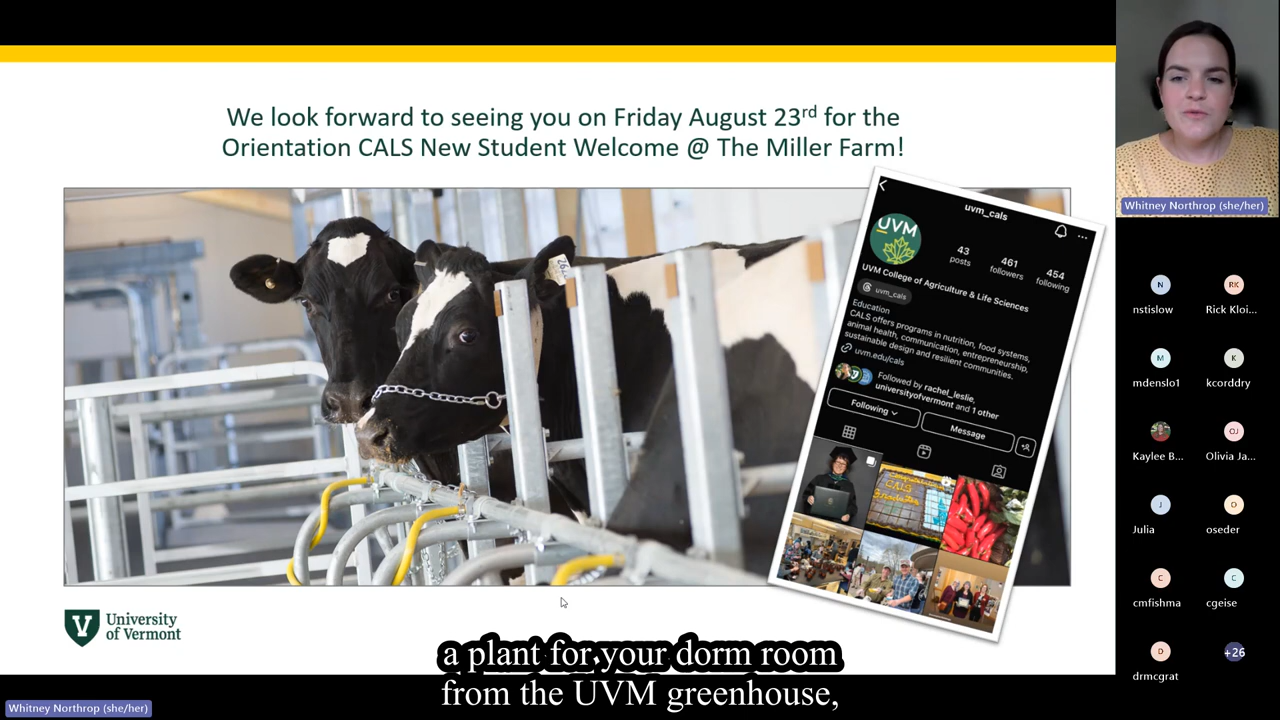 We look forward to seeing you on Friday August 23rd for the
Orientation CALS New Student Welcome @ The Miller Farm!
uvm_cals
UVM
43
posts
461
followers
454
following
UVM College of Agriculture & Life Sciences
uvm_cals
Education
CALS offers programs in nutrition, food systems,
animal health, communication, entrepreneurship,
sustainable design and resilient communities.
uvm.edu/cals
Followed by rachel_leslie,
universityofvermont and 1 other
Following
Message
CALS
University
of Vermont
a plant for your dorm room
from the UVM greenhouse,
Whitney Northrop (she/her)
Whitney Northrop (she/her)
N
nstislow
RK
Rick Kloi...
M
mdenslo1
K
kcorddry
Kaylee B...
OJ
Olivia Ja...
J
Julia
O
oseder
C
cmfishma
C
cgeise
D
drmcgrat
+26